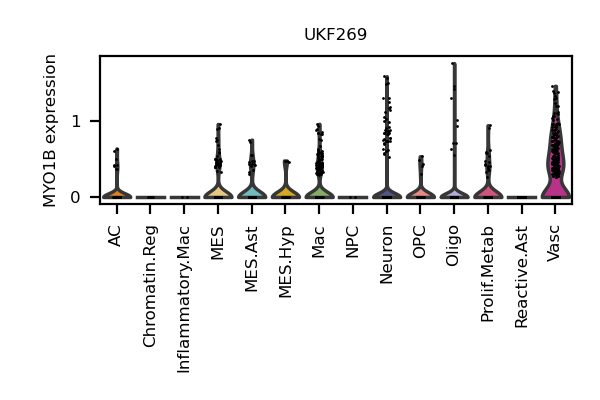 UKF269
MYO1B expression
1
0
AC
Chromatin.Reg
Inflammatory.Mac
MES
MES.Ast
MES.Hyp
Mac
NPC
Neuron
OPC
Oligo
Prolif.Metab
Reactive.Ast
Vasc